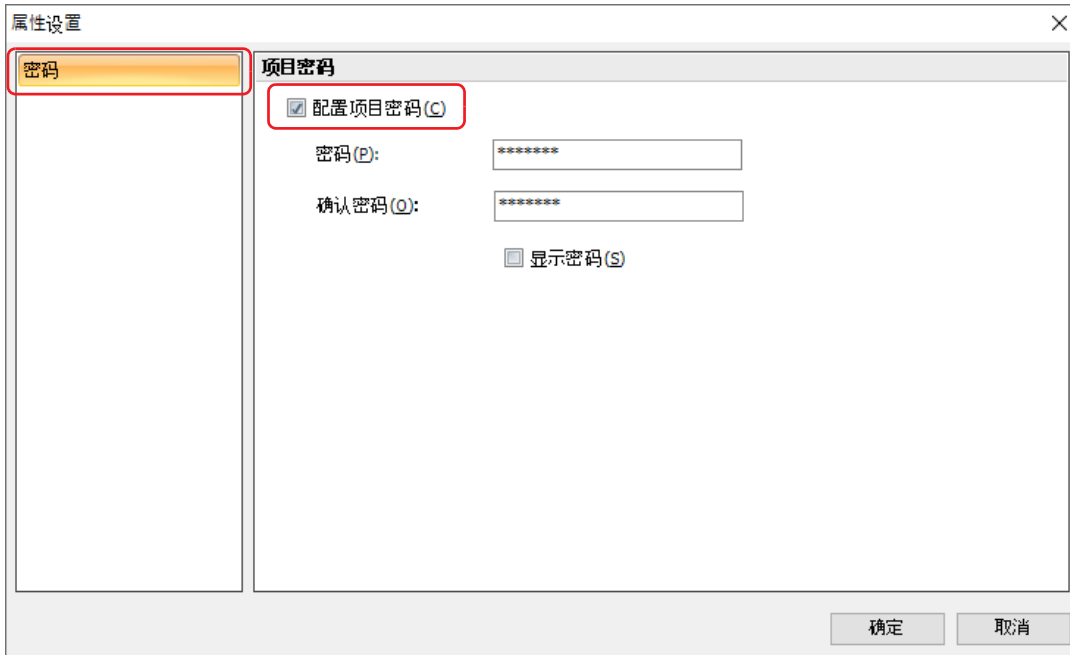 属性设置
密码
项目密码
配置项目密码(C)
密码(P): *******
确认密码(O): *******
显示密码(S)
确定 取消